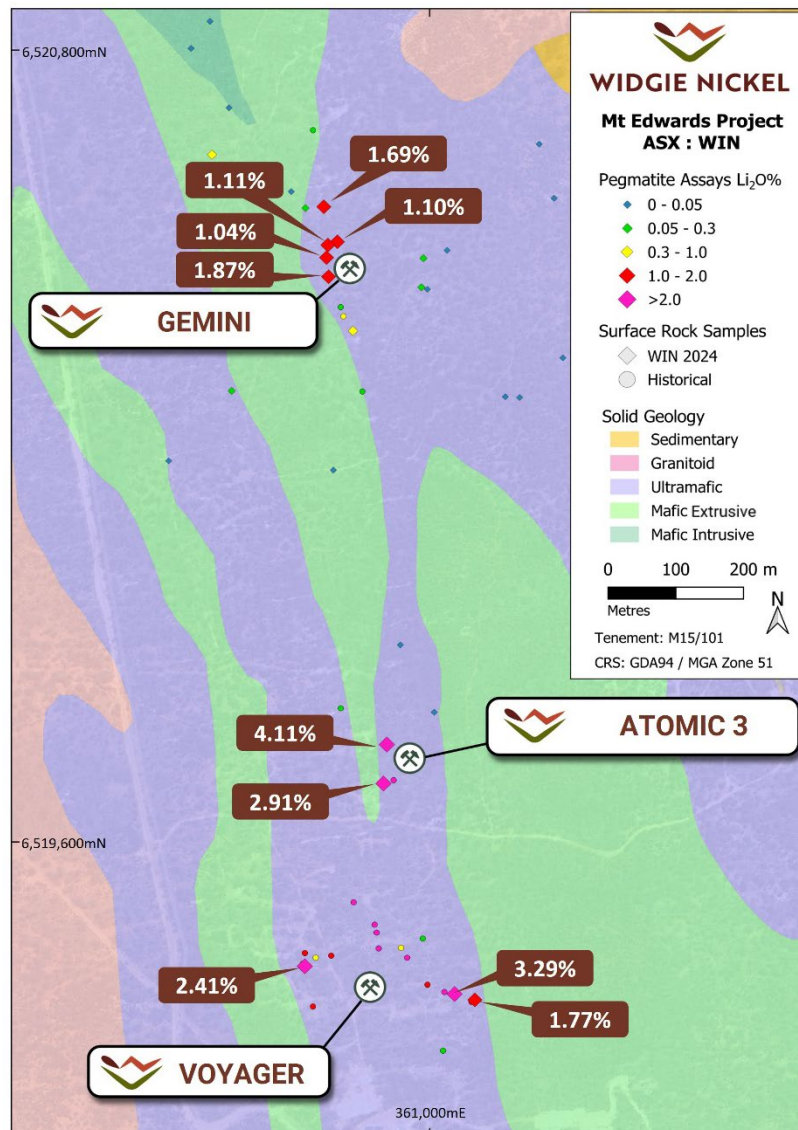 6,520,800mN
WIDGIE NICKEL
Mt Edwards Project
ASX : WIN
Pegmatite Assays Li₂O%
0 - 0.05
0.05 - 0.3
0.3 - 1.0
1.0 - 2.0
>2.0
Surface Rock Samples
WIN 2024
Historical
Solid Geology
Sedimentary
Granitoid
Ultramafic
Mafic Extrusive
Mafic Intrusive
0 100 200 m
Metres
N
Tenement: M15/101
CRS: GDA94 / MGA Zone 51
1.69%
1.11%
1.10%
1.04%
1.87%
GEMINI
ATOMIC 3
4.11%
2.91%
6,519,600mN
3.29%
2.41%
1.77%
VOYAGER
361,000mE